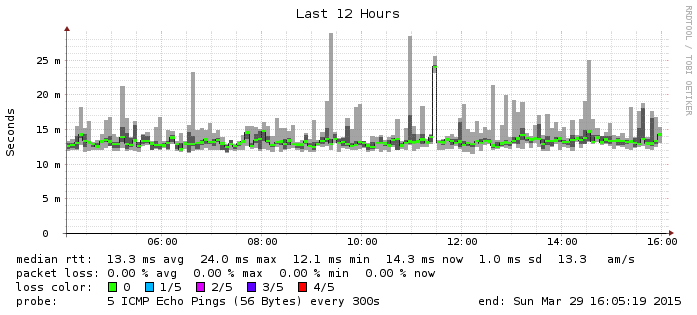 Last 12 Hours
RRDTOOL / TOBI OETIKER
Seconds
25 m
20 m
15 m
10 m
5 m
0
06:00 08:00 10:00 12:00 14:00 16:00
median rtt: 13.3 ms avg 24.0 ms max 12.1 ms min 14.3 ms now 1.0 ms sd 13.3 am/s
packet loss: 0.00 % avg 0.00 % max 0.00 % min 0.00 % now
loss color: 0 1/5 2/5 3/5 4/5
probe: 5 ICMP Echo Pings (56 Bytes) every 300s end: Sun Mar 29 16:05:19 2015